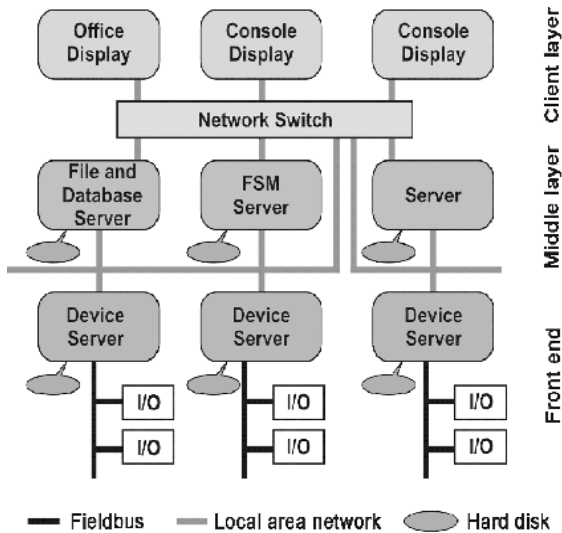 Office
Display
Console
Display
Console
Display
Client layer
Network Switch
File and
Database
Server
FSM
Server
Server
Middle layer
Device
Server
Device
Server
Device
Server
Front end
I/O
I/O
I/O
I/O
I/O
I/O
Fieldbus
Local area network
Hard disk